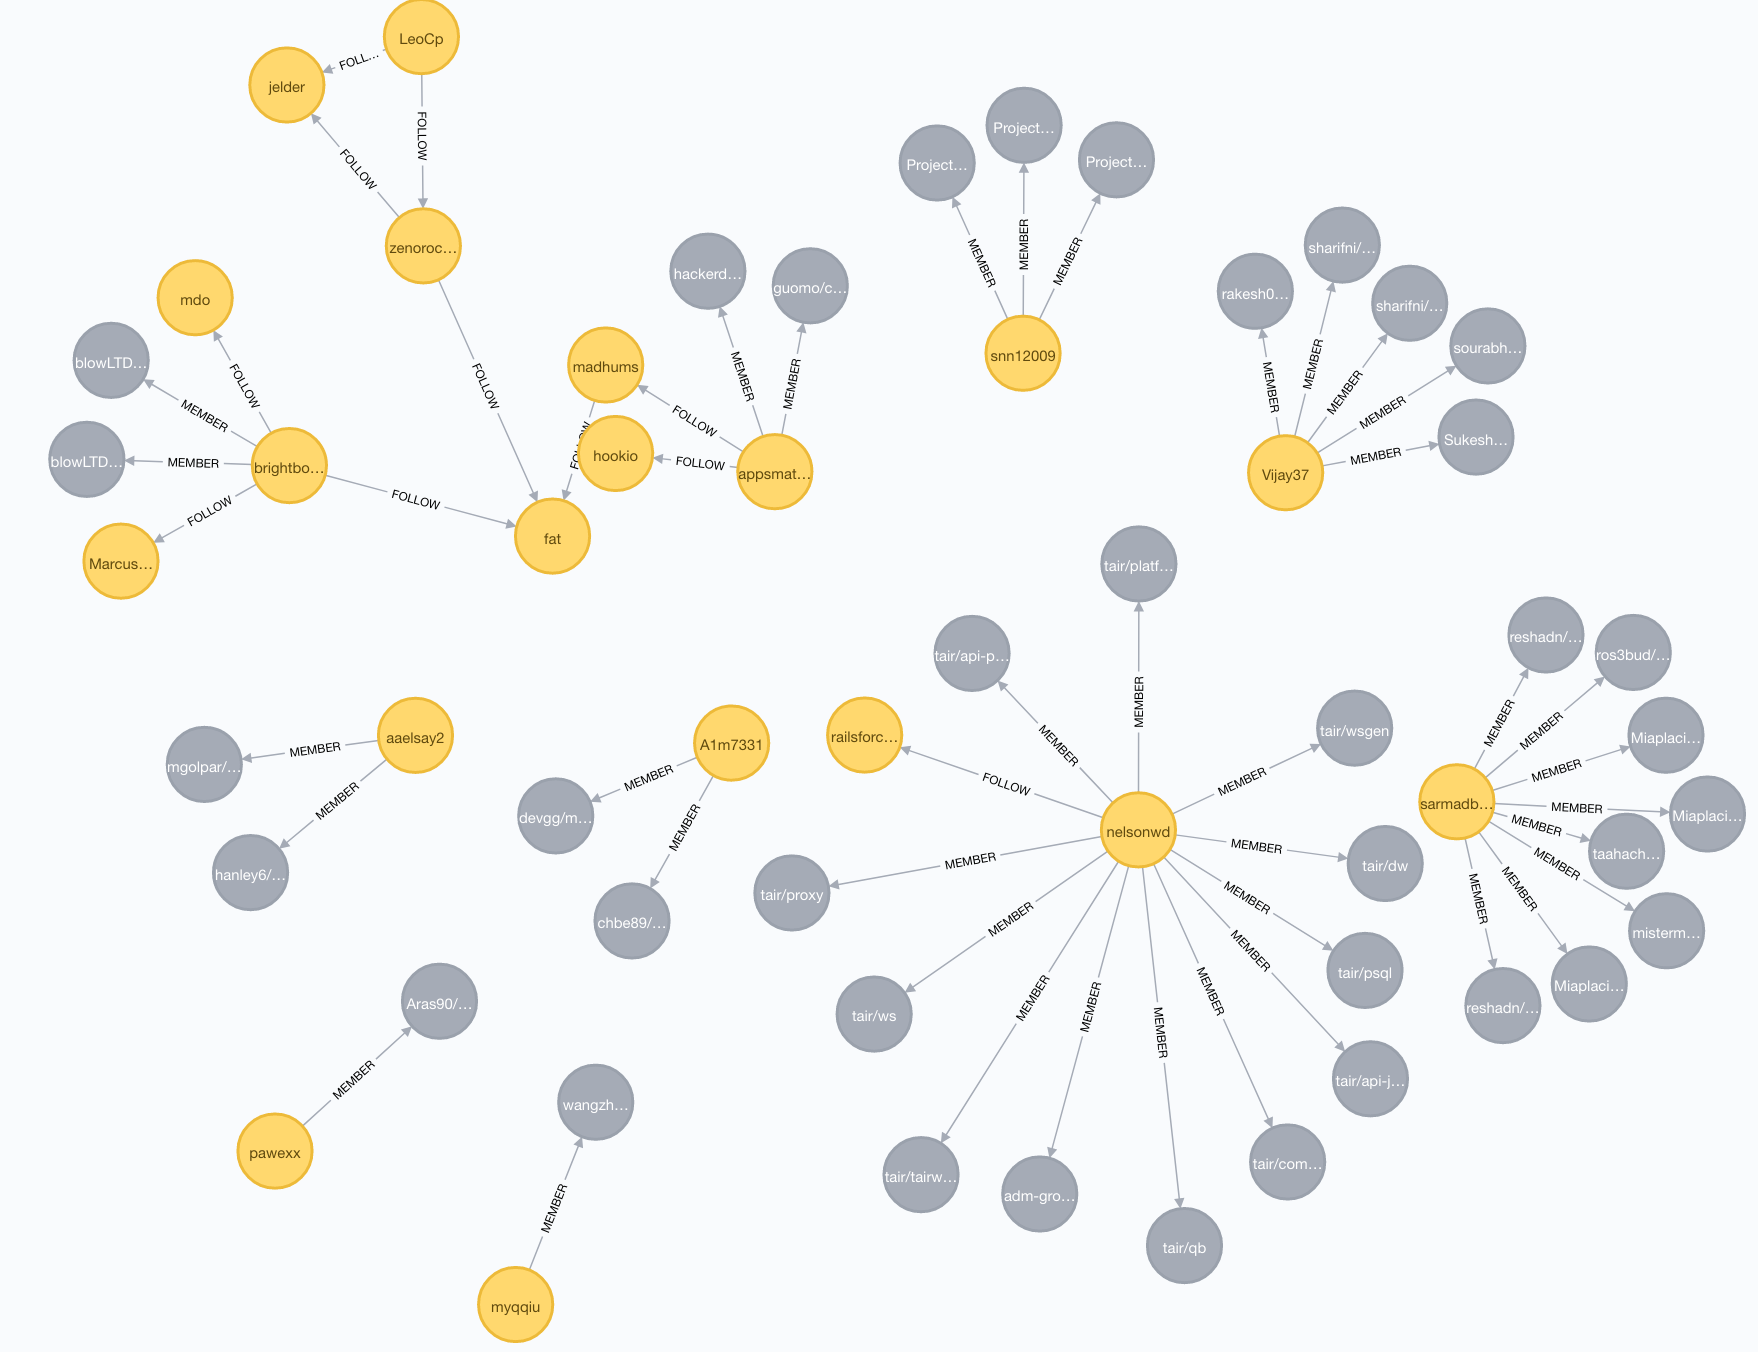 LeoCp
FOLL...
jelder
FOLLOW
FOLLOW
zenoroc...
mdo
blowLTD...
FOLLOW
MEMBER
blowLTD...
MEMBER
brightbo...
FOLLOW
Marcus...
FOLLOW
FOLLOW
fat
madhums
FOLLOW
hookio
hackerd...
guomo/c...
MEMBER
MEMBER
FOLLOW
FOLLOW
appsmat...
Project...
Project...
Project...
MEMBER
MEMBER
MEMBER
snn12009
rakesh0...
sharifni/...
sharifni/...
sourabh...
Sukesh...
MEMBER
MEMBER
MEMBER
MEMBER
MEMBER
Vijay37
aaelsay2
MEMBER
mgolpar/...
MEMBER
hanley6/...
A1m7331
MEMBER
devgg/m...
MEMBER
chbe89/...
Aras90/...
MEMBER
pawexx
wangzh...
MEMBER
myqqiu
tair/platf...
tair/api-p...
MEMBER
MEMBER
railsforc...
FOLLOW
tair/wsgen
MEMBER
nelsonwd
MEMBER
tair/dw
MEMBER
tair/proxy
MEMBER
tair/psql
MEMBER
tair/ws
MEMBER
tair/api-j...
MEMBER
tair/tairw...
MEMBER
adm-gro...
MEMBER
tair/qb
MEMBER
tair/com...
reshadn/...
ros3bud/...
MEMBER
MEMBER
Miaplaci...
MEMBER
sarmadb...
MEMBER
Miaplaci...
MEMBER
taahach...
MEMBER
misterm...
MEMBER
Miaplaci...
MEMBER
reshadn/...